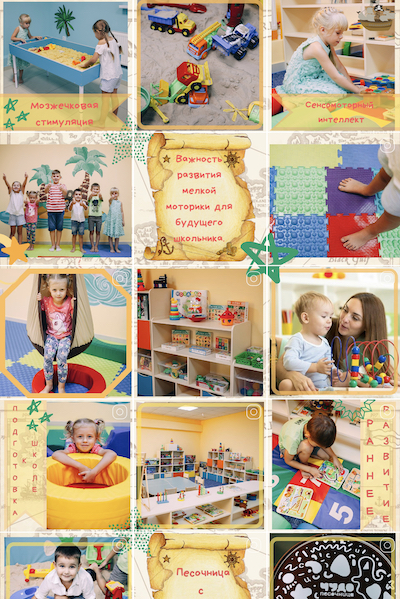 Мозжечковая
стимуляция
Сенсомоторный
интеллект
Важность
развития
мелкой
моторики для
будущего
школьника
ПОДГОТОВКА
ШКОЛЕ
РАННЕЕ
РАЗВИТИЕ
5
Песочница
с
ЧУДО
песочница